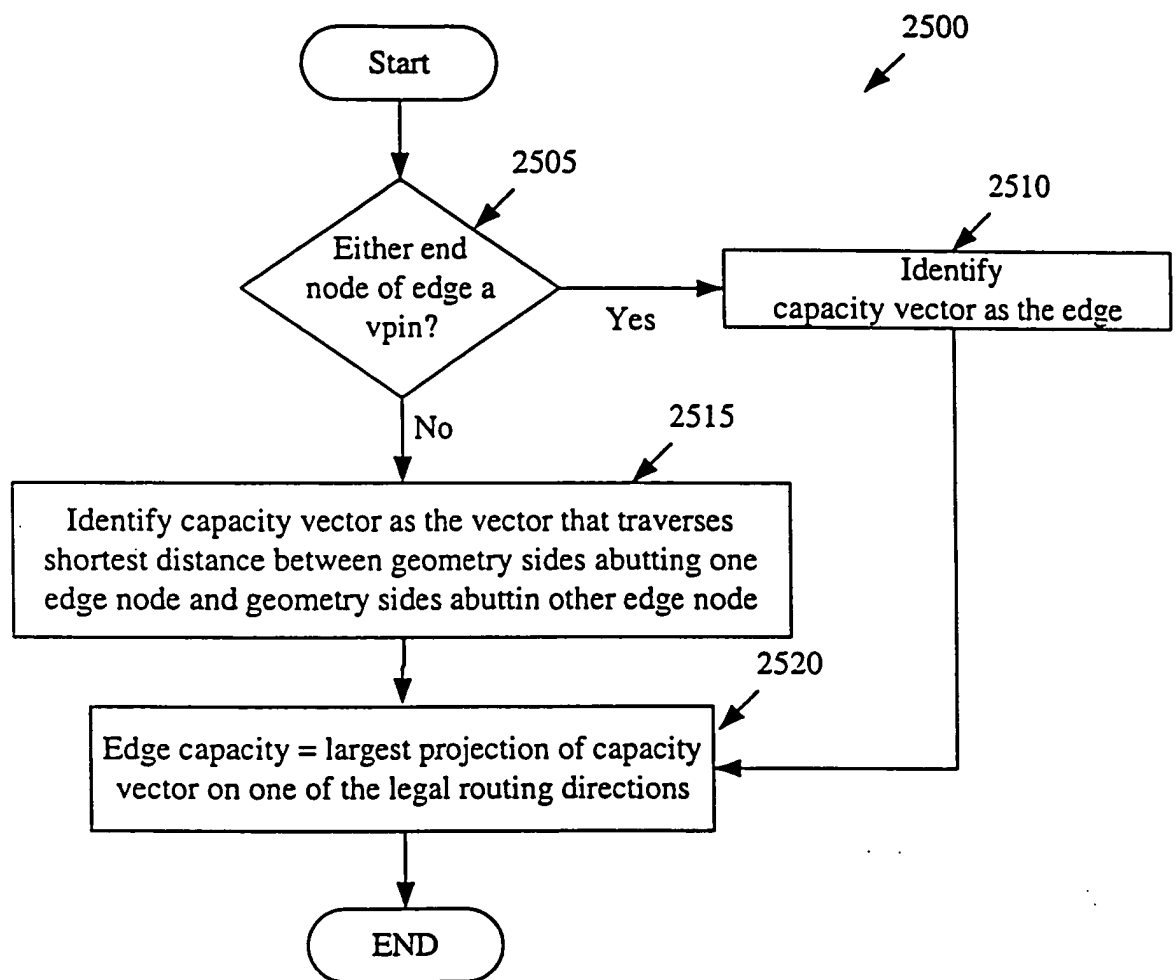 2500
Start
2505
Either end
node of edge a
vpin?
Yes
2510
Identify
capacity vector as the edge
No
2515
Identify capacity vector as the vector that traverses
shortest distance between geometry sides abutting one
edge node and geometry sides abuttin other edge node
2520
Edge capacity = largest projection of capacity
vector on one of the legal routing directions
END